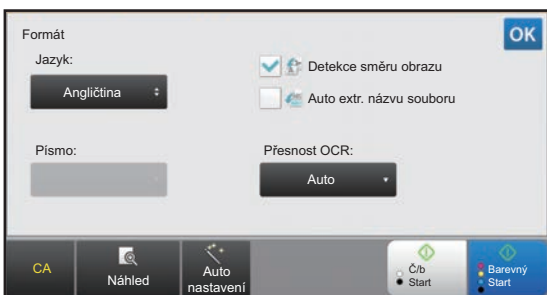 Formát
OK
Jazyk:
Angličtina
Detekce směru obrazu
Auto extr. názvu souboru
Písmo:
Přesnost OCR:
Auto
CA
Náhled
Auto
nastavení
Č/b
Start
Barevný
Start